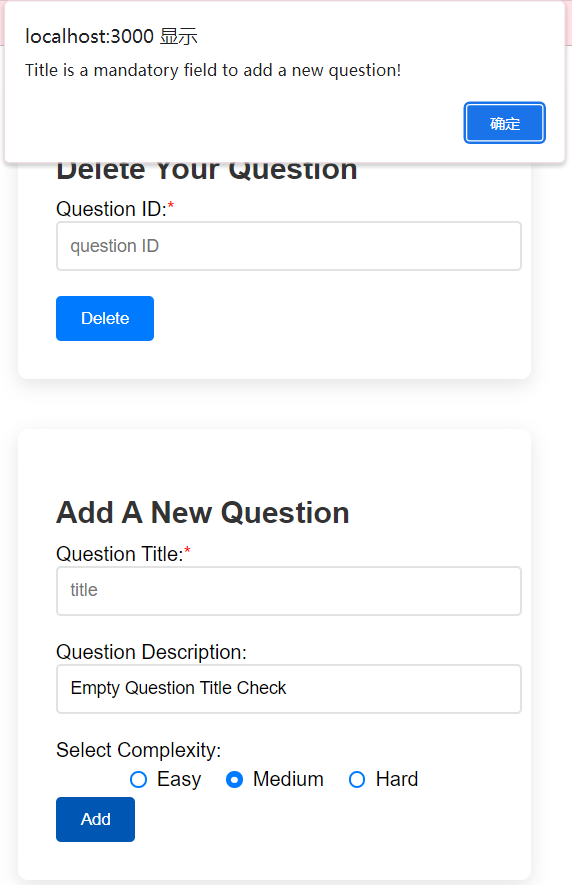 localhost:3000 显示
Title is a mandatory field to add a new question!
确定
Delete Your Question
Question ID:*
question ID
Delete
Add A New Question
Question Title:*
title
Question Description:
Empty Question Title Check
Select Complexity:
Easy Medium Hard
Add